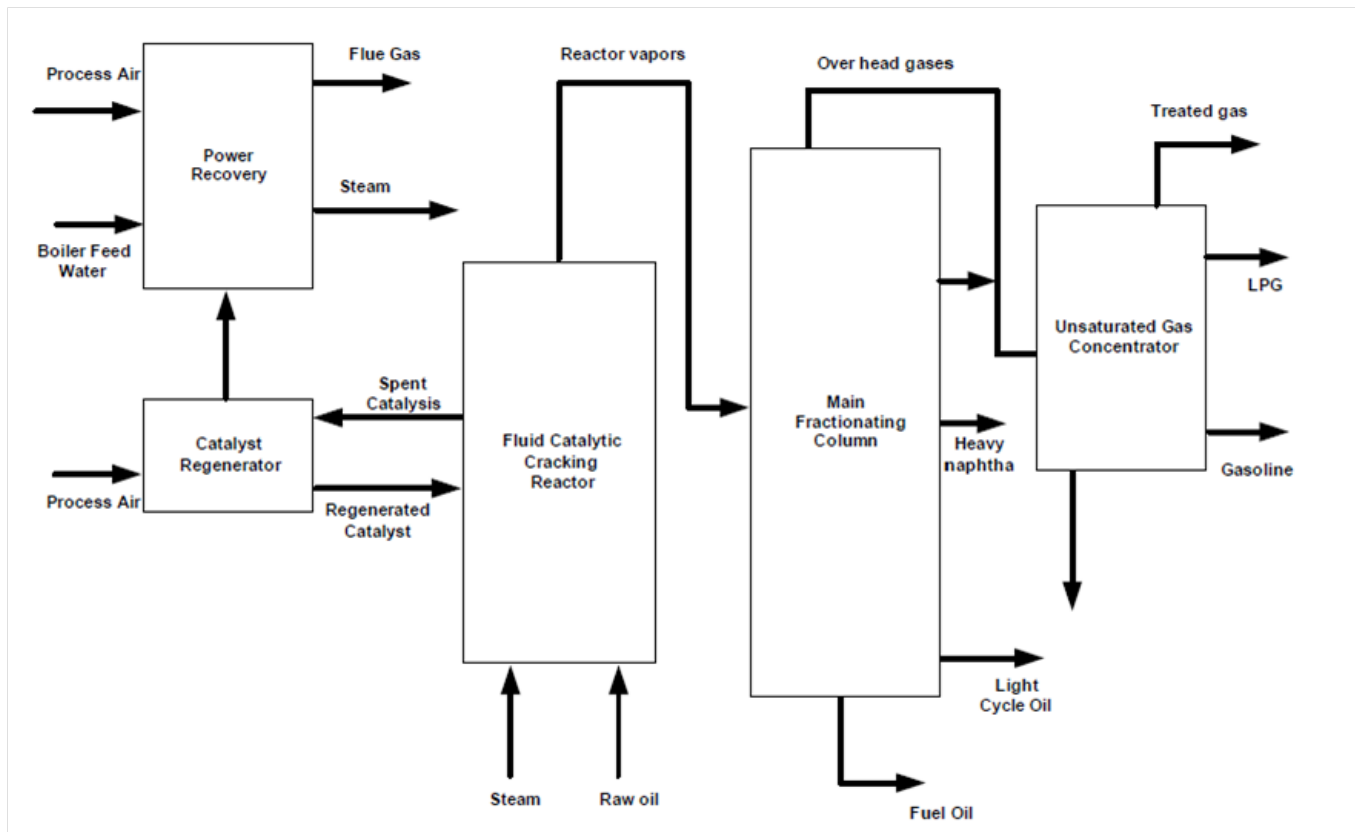 Process Air
Flue Gas
Power
Recovery
Steam
Boiler Feed
Water
Reactor vapors
Over head gases
Treated gas
LPG
Unsaturated Gas
Concentrator
Gasoline
Spent
Catalysis
Catalyst
Regenerator
Process Air
Regenerated
Catalyst
Fluid Catalytic
Cracking
Reactor
Main
Fractionating
Column
Heavy
naphtha
Light
Cycle Oil
Steam
Raw oil
Fuel Oil